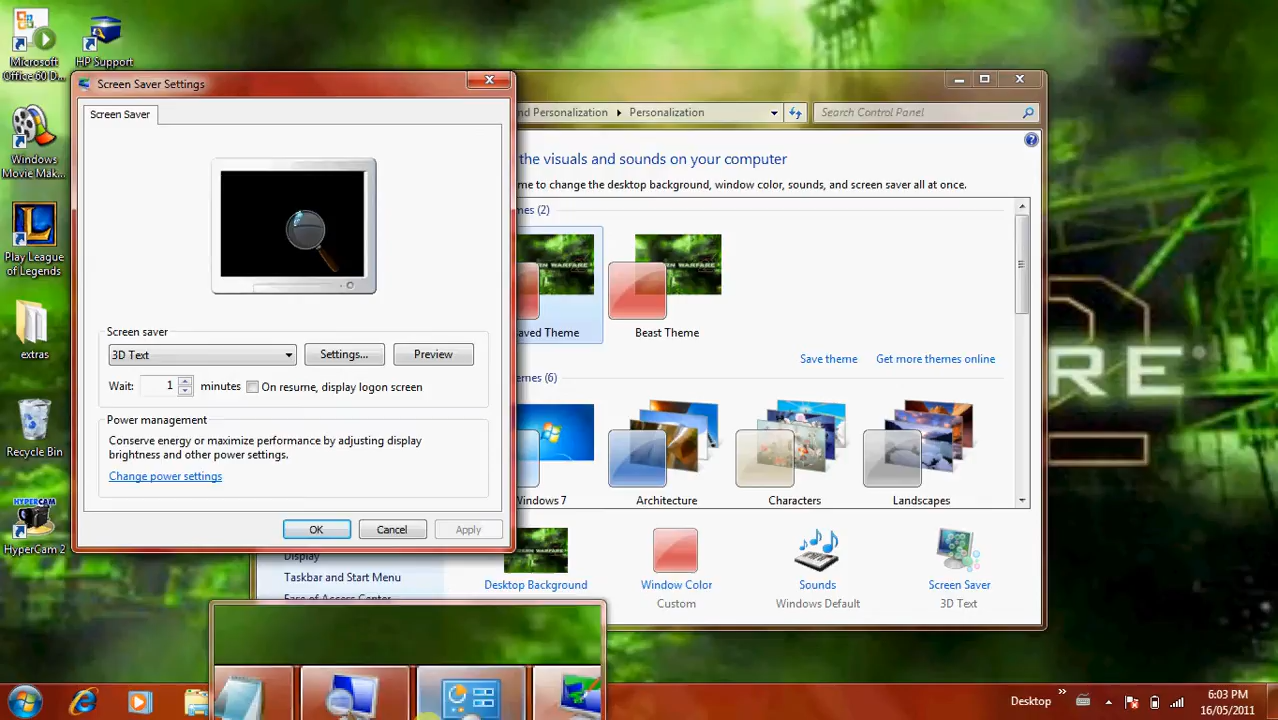 Microsoft
Office 60 D...
HP Support
Windows
Movie Mak...
Play League
of Legends
extras
Recycle Bin
HyperCam 2
Screen Saver Settings
Screen Saver
Screen saver
3D Text
Settings...
Preview
Wait:
1
minutes
On resume, display logon screen
Power management
Conserve energy or maximize performance by adjusting display
brightness and other power settings.
Change power settings
OK
Cancel
Apply
nd Personalization
Personalization
Search Control Panel
the visuals and sounds on your computer
me to change the desktop background, window color, sounds, and screen saver all at once.
mes (2)
aved Theme
Beast Theme
Save theme
Get more themes online
emes (6)
Windows 7
Architecture
Characters
Landscapes
Display
Taskbar and Start Menu
Ease of Access Center
Desktop Background
Window Color
Custom
Sounds
Windows Default
Screen Saver
3D Text
Desktop
6:03 PM
16/05/2011